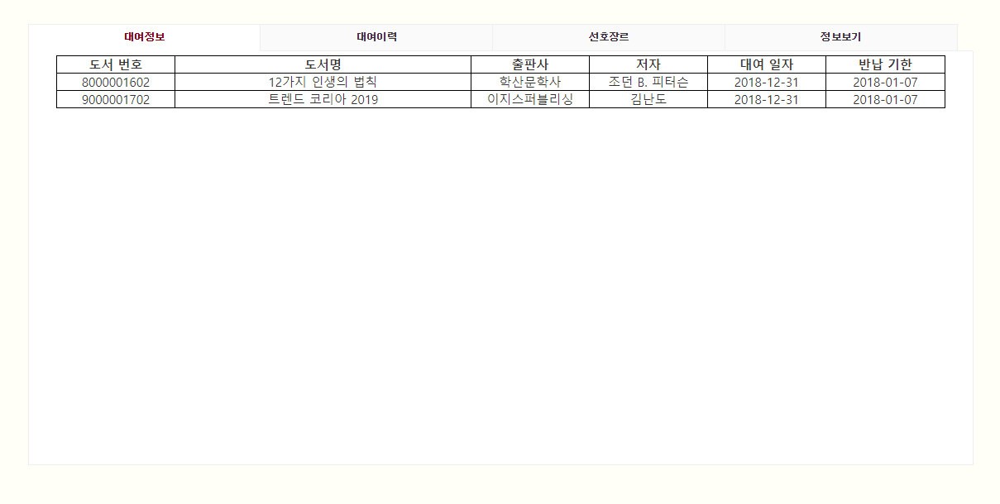 대여정보 대여이력 선호장르 정보보기
도서 번호 도서명 출판사 저자 대여 일자 반납 기한
8000001602 12가지 인생의 법칙 학산문학사 조던 B. 피터슨 2018-12-31 2018-01-07
9000001702 트렌드 코리아 2019 이지스퍼블리싱 김난도 2018-12-31 2018-01-07